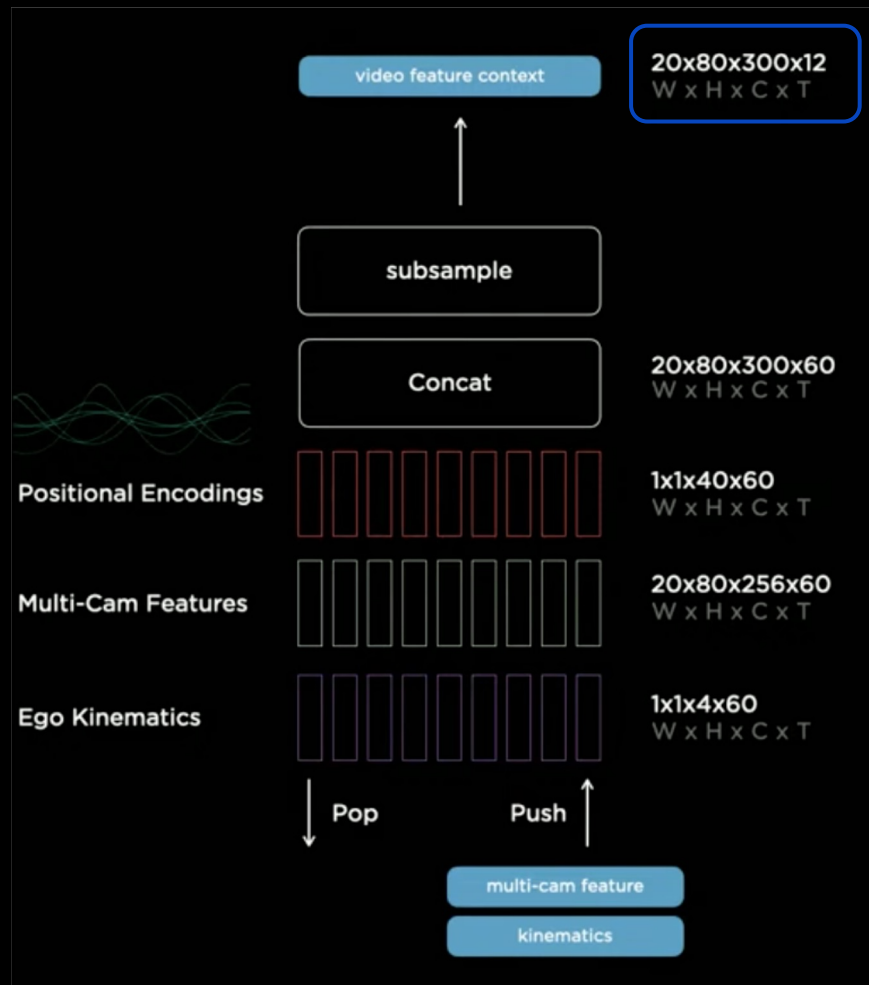 video feature context
20x80x300x12
W x H x C x T
subsample
Concat
20x80x300x60
W x H x C x T
Positional Encodings
1x1x40x60
W x H x C x T
Multi-Cam Features
20x80x256x60
W x H x C x T
Ego Kinematics
1x1x4x60
W x H x C x T
Pop
Push
multi-cam feature
kinematics